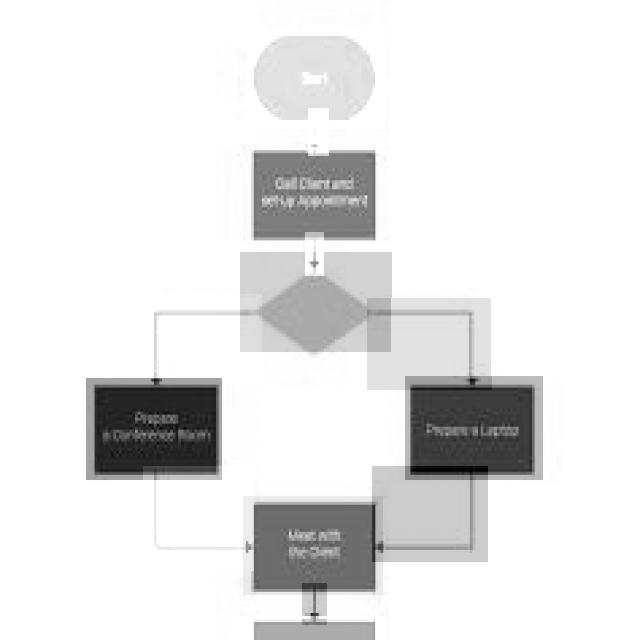 Start
Call Client and
set-up Appointment
Prepare
a Conference Room
Prepare a Laptop
Meet with
the Client